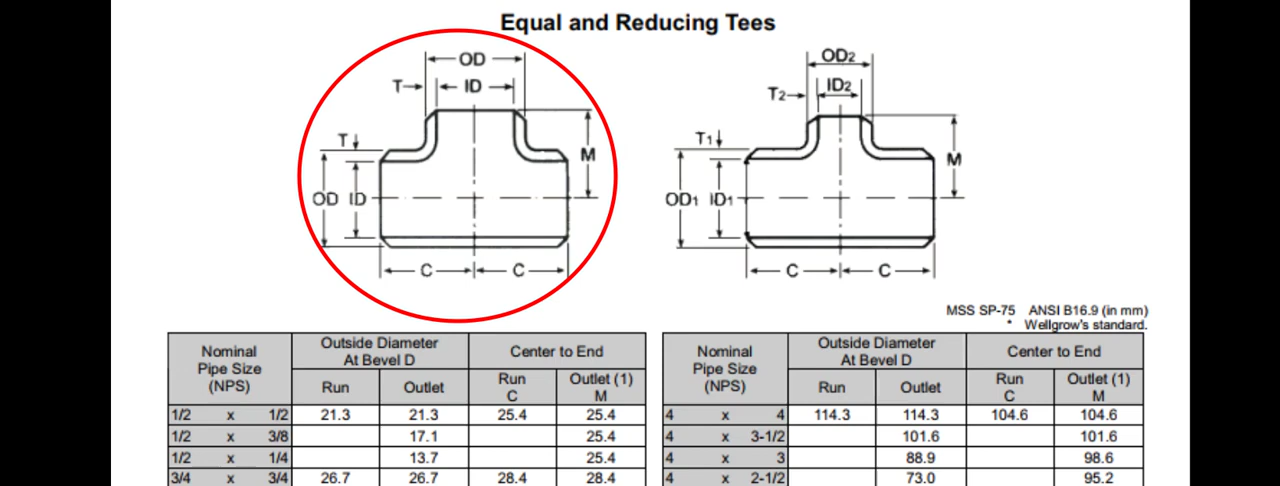 Equal and Reducing Tees
OD
T ID
T
M
OD ID
C C
OD2
T2 ID2
T1
M
OD1 ID1
C C
MSS SP-75 ANSI B16.9 (in mm)
* Wellgrow's standard.
Nominal Pipe Size (NPS) Outside Diameter At Bevel D Center to End
Run Outlet Run C Outlet (1) M
1/2 x 1/2 21.3 21.3 25.4 25.4
1/2 x 3/8 17.1 25.4
1/2 x 1/4 13.7 25.4
3/4 x 3/4 26.7 26.7 28.4 28.4
Nominal Pipe Size (NPS) Outside Diameter At Bevel D Center to End
Run Outlet Run C Outlet (1) M
4 x 4 114.3 114.3 104.6 104.6
4 x 3-1/2 101.6 101.6
4 x 3 88.9 98.6
4 x 2-1/2 73.0 95.2